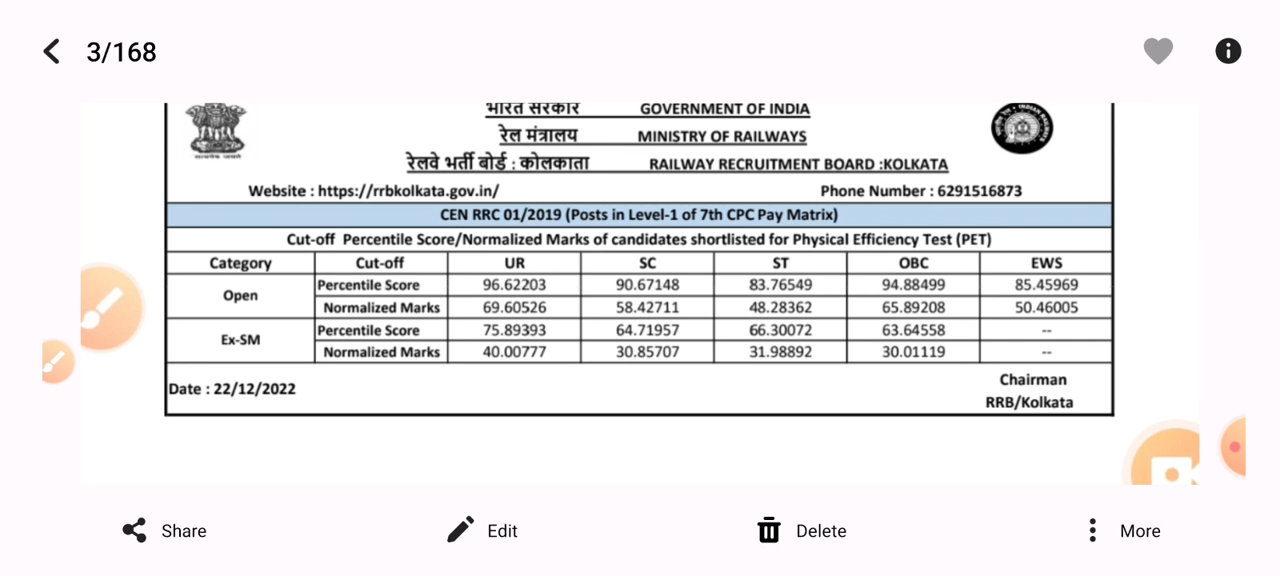 3/168
भारत सरकार GOVERNMENT OF INDIA
रेल मंत्रालय MINISTRY OF RAILWAYS
रेलवे भर्ती बोर्ड : कोलकाता RAILWAY RECRUITMENT BOARD :KOLKATA
Website : https://rrbkolkata.gov.in/ Phone Number : 6291516873
CEN RRC 01/2019 (Posts in Level-1 of 7th CPC Pay Matrix)
Cut-off Percentile Score/Normalized Marks of candidates shortlisted for Physical Efficiency Test (PET)
Category Cut-off UR SC ST OBC EWS
Open Percentile Score 96.62203 90.67148 83.76549 94.88499 85.45969
Normalized Marks 69.60526 58.42711 48.28362 65.89208 50.46005
Ex-SM Percentile Score 75.89393 64.71957 66.30072 63.64558 --
Normalized Marks 40.00777 30.85707 31.98892 30.01119 --
Date : 22/12/2022 Chairman
RRB/Kolkata
Share Edit Delete More